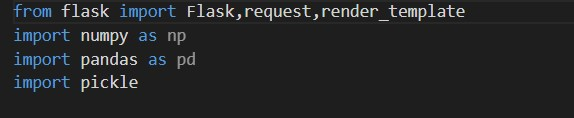 from flask import Flask,request,render_template
import numpy as np
import pandas as pd
import pickle